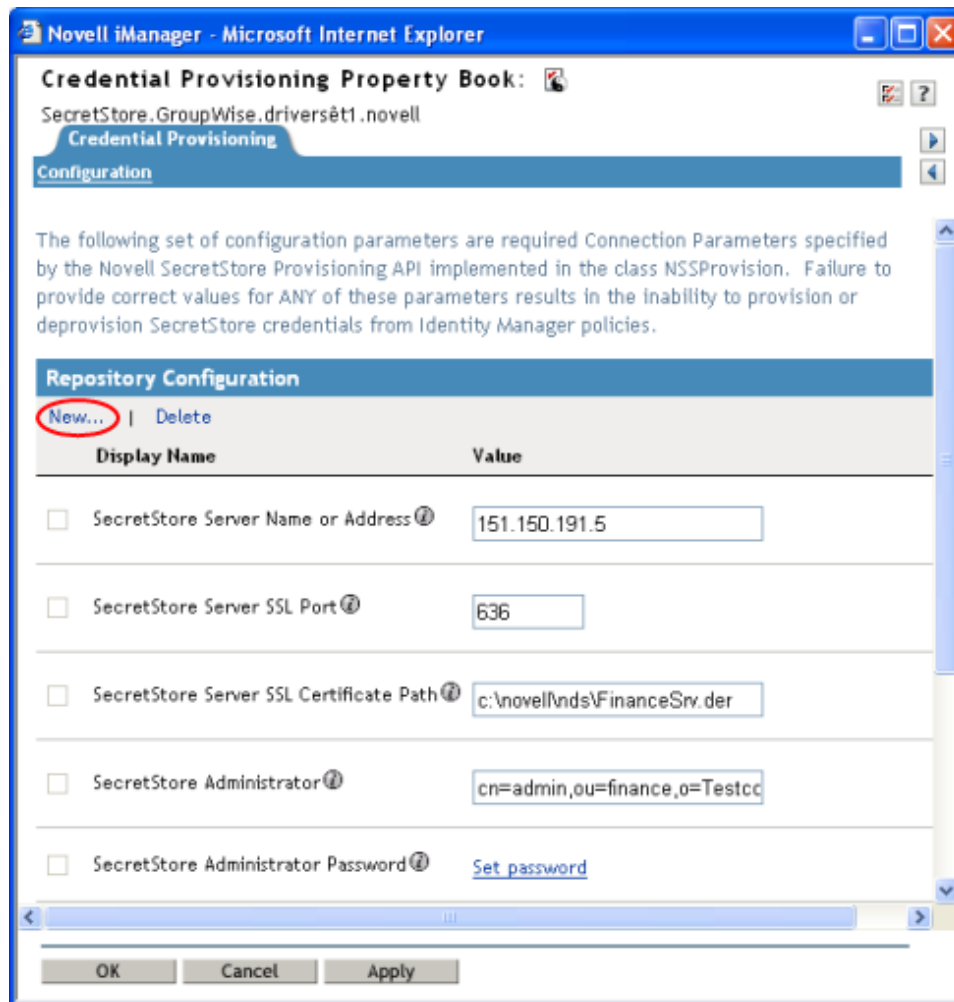 Novell iManager - Microsoft Internet Explorer
Credential Provisioning Property Book:
SecretStore.GroupWise.driversêt1.novell
Credential Provisioning
Configuration
The following set of configuration parameters are required Connection Parameters specified
by the Novell SecretStore Provisioning API implemented in the class NSSProvision. Failure to
provide correct values for ANY of these parameters results in the inability to provision or
deprovision SecretStore credentials from Identity Manager policies.
Repository Configuration
New... | Delete
Display Name Value
SecretStore Server Name or Address 151.150.191.5
SecretStore Server SSL Port 636
SecretStore Server SSL Certificate Path c:\novell\nds\FinanceSrv.der
SecretStore Administrator cn=admin,ou=finance,o=Testcc
SecretStore Administrator Password Set password
OK Cancel Apply